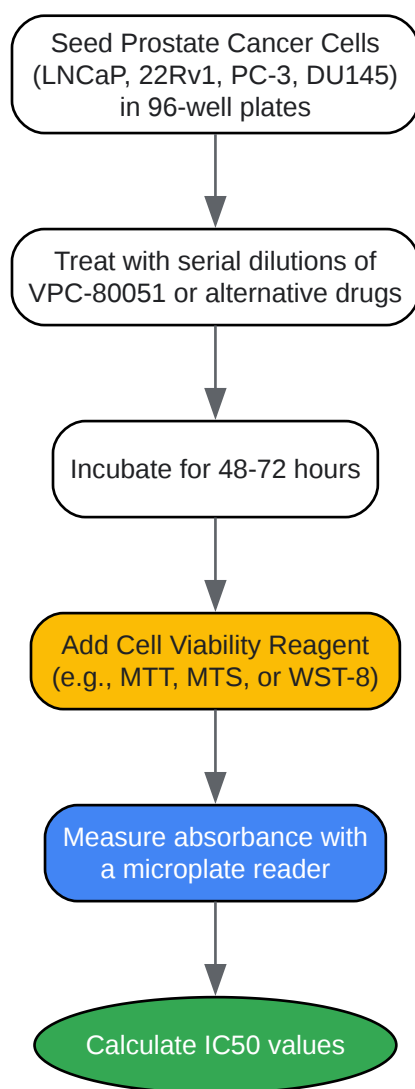 Seed Prostate Cancer Cells
(LNCaP, 22Rv1, PC-3, DU145)
in 96-well plates
Treat with serial dilutions of
VPC-80051 or alternative drugs
Incubate for 48-72 hours
Add Cell Viability Reagent
(e.g., MTT, MTS, or WST-8)
Measure absorbance with
a microplate reader
Calculate IC50 values